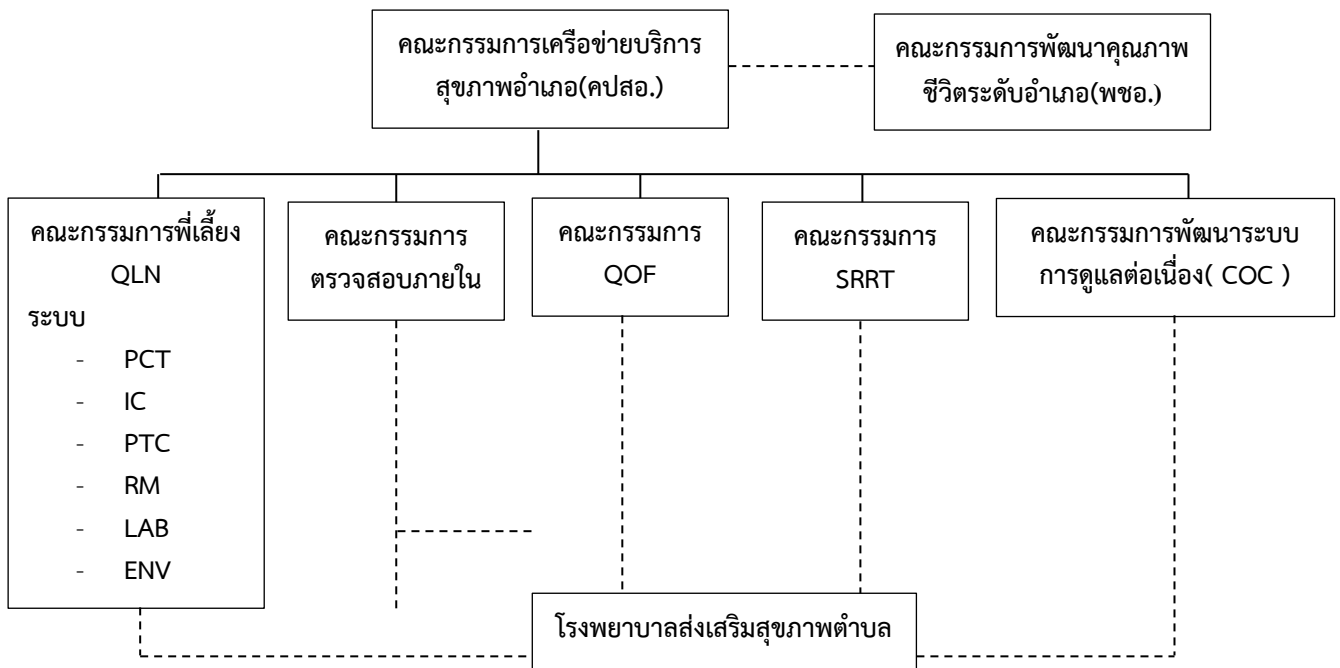 คณะกรรมการเครือข่ายบริการ
สุขภาพอำเภอ(คปสอ.)
คณะกรรมการพัฒนาคุณภาพ
ชีวิตระดับอำเภอ(พชอ.)
คณะกรรมการพี่เลี้ยง
QLN
ระบบ
- PCT
- IC
- PTC
- RM
- LAB
- ENV
คณะกรรมการ
ตรวจสอบภายใน
คณะกรรมการ
QOF
คณะกรรมการ
SRRT
คณะกรรมการพัฒนาระบบ
การดูแลต่อเนื่อง( COC )
โรงพยาบาลส่งเสริมสุขภาพตำบล